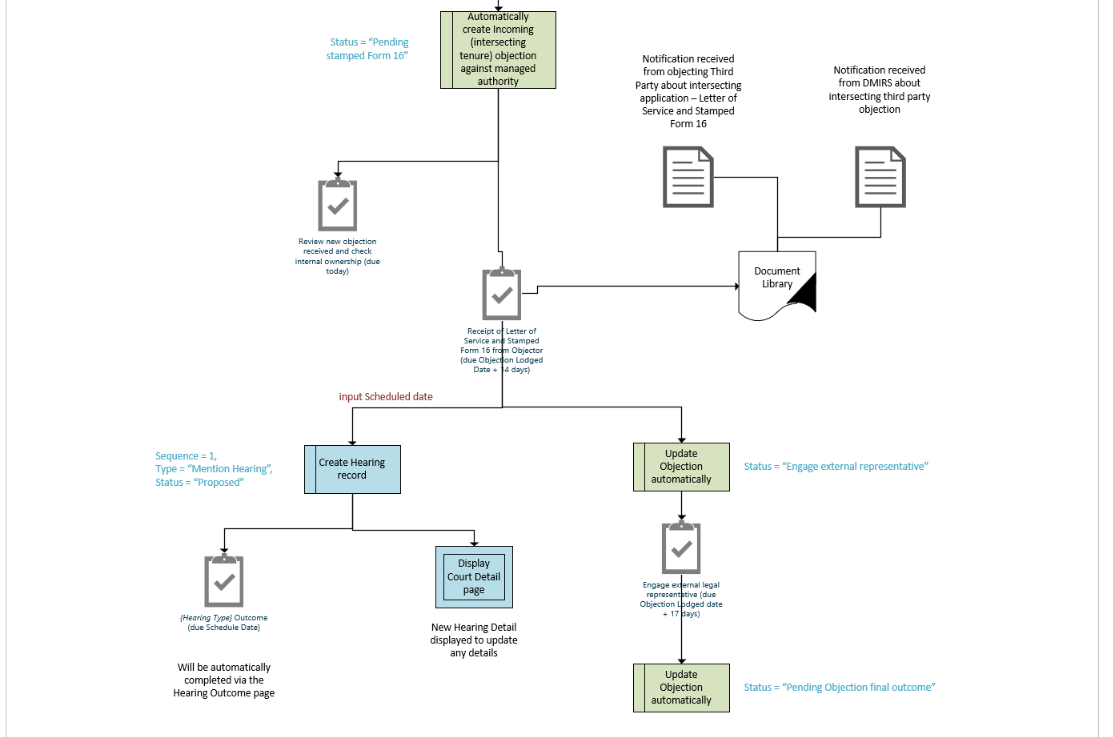 Automatically
create incoming
(intersecting
tenure) objection
against managed
authority
Status = “Pending
stamped Form 16”
Notification received
from objecting Third
Party about intersecting
application – Letter of
Service and Stamped
Form 16
Notification received
from DMIRS about
intersecting third party
objection
Review new objection
received and check
internal ownership (due
today)
Document
Library
Receipt of Letter of
Service and Stamped
Form 16 from Objector
(due Objection Lodged
Date + 14 days)
input Scheduled date
Sequence = 1,
Type = “Mention Hearing”,
Status = “Proposed”
Create Hearing
record
Update
Objection
automatically
Status = “Engage external representative”
{Hearing Type} Outcome
(due Schedule Date)
Display
Court Detail
page
Engage external legal
representative (due
Objection Lodged date
+ 17 days)
New Hearing Detail
displayed to update
any details
Will be automatically
completed via the
Hearing Outcome page
Update
Objection
automatically
Status = “Pending Objection final outcome”